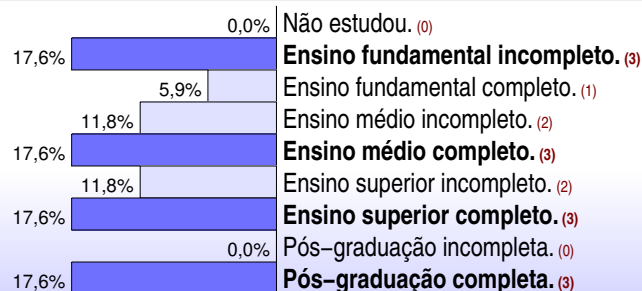 0,0% Não estudou. (0)
17,6% Ensino fundamental incompleto. (3)
5,9% Ensino fundamental completo. (1)
11,8% Ensino médio incompleto. (2)
17,6% Ensino médio completo. (3)
11,8% Ensino superior incompleto. (2)
17,6% Ensino superior completo. (3)
0,0% Pós−graduação incompleta. (0)
17,6% Pós−graduação completa. (3)